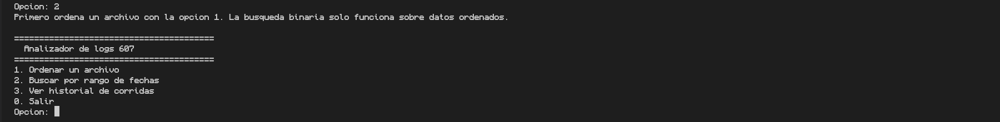 Opcion: 2
Primero ordena un archivo con la opcion 1. La busqueda binaria solo funciona sobre datos ordenados.
========================================
Analizador de logs 607
========================================
1. Ordenar un archivo
2. Buscar por rango de fechas
3. Ver historial de corridas
0. Salir
Opcion: